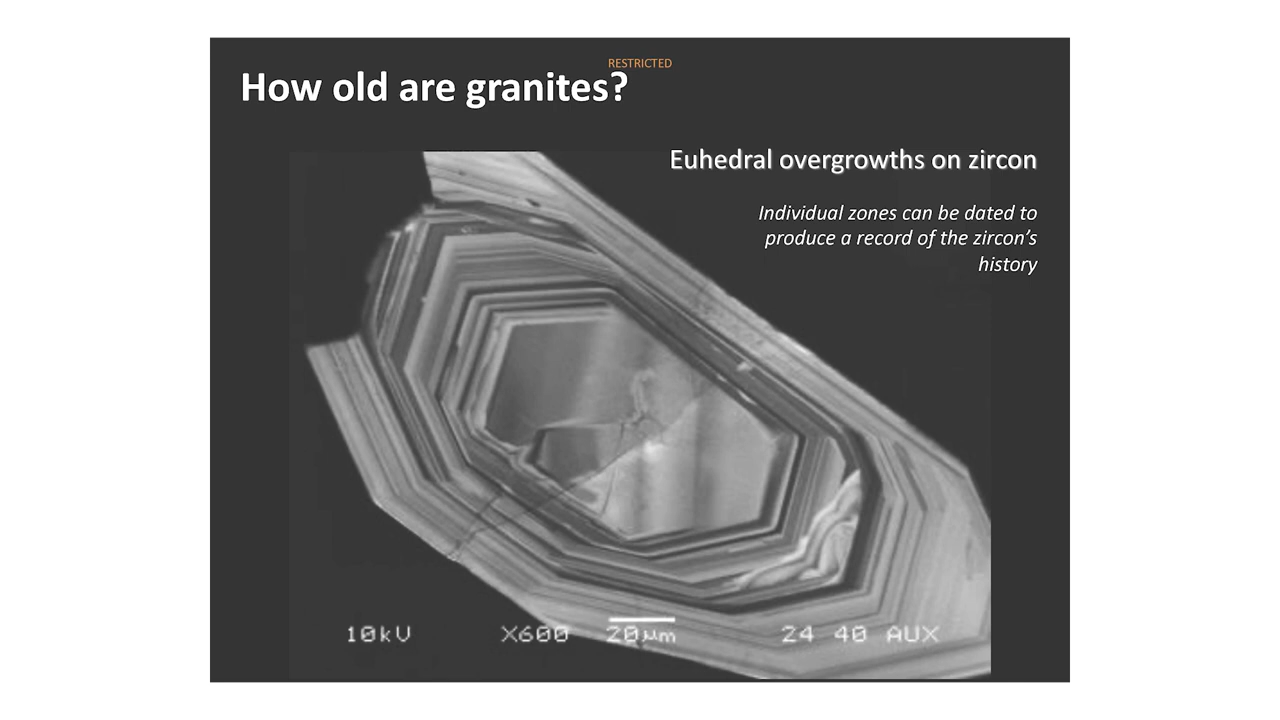 RESTRICTED
How old are granites?
Euhedral overgrowths on zircon
Individual zones can be dated to
produce a record of the zircon’s
history
10kV X600 20µm 24 40 AUX